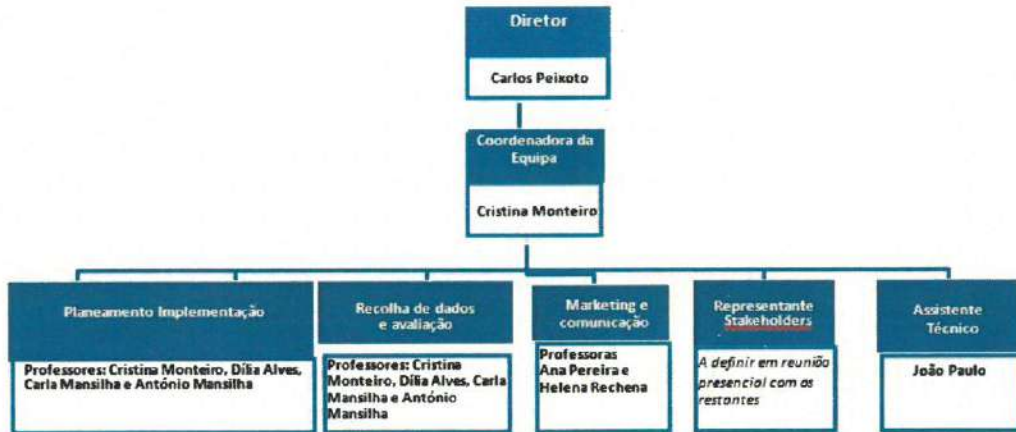 Diretor
Carlos Peixoto
Coordenadora da
Equipa
Cristina Monteiro
Planeamento Implementação
Professores: Cristina Monteiro, Dília Alves,
Carla Mansilha e António Mansilha
Recolha de dados
e avaliação
Professores: Cristina
Monteiro, Dília Alves, Carla
Mansilha e António
Mansilha
Marketing e
comunicação
Professoras
Ana Pereira e
Helena Rechena
Representante
Stakeholders
A definir em reunião
presencial com os
restantes
Assistente
Técnico
João Paulo